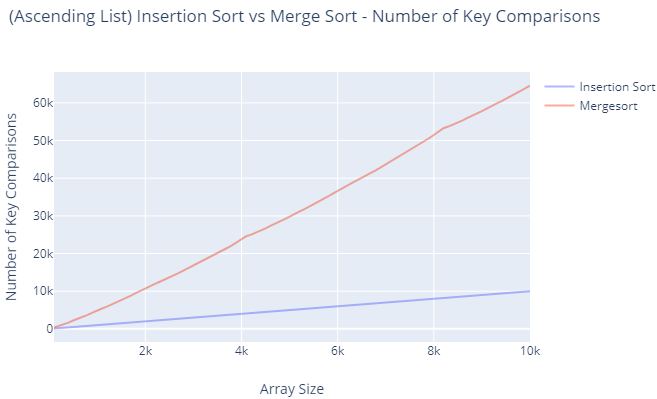 (Ascending List) Insertion Sort vs Merge Sort - Number of Key Comparisons
Insertion Sort
Mergesort
Number of Key Comparisons
60k
50k
40k
30k
20k
10k
0
2k
4k
6k
8k
10k
Array Size